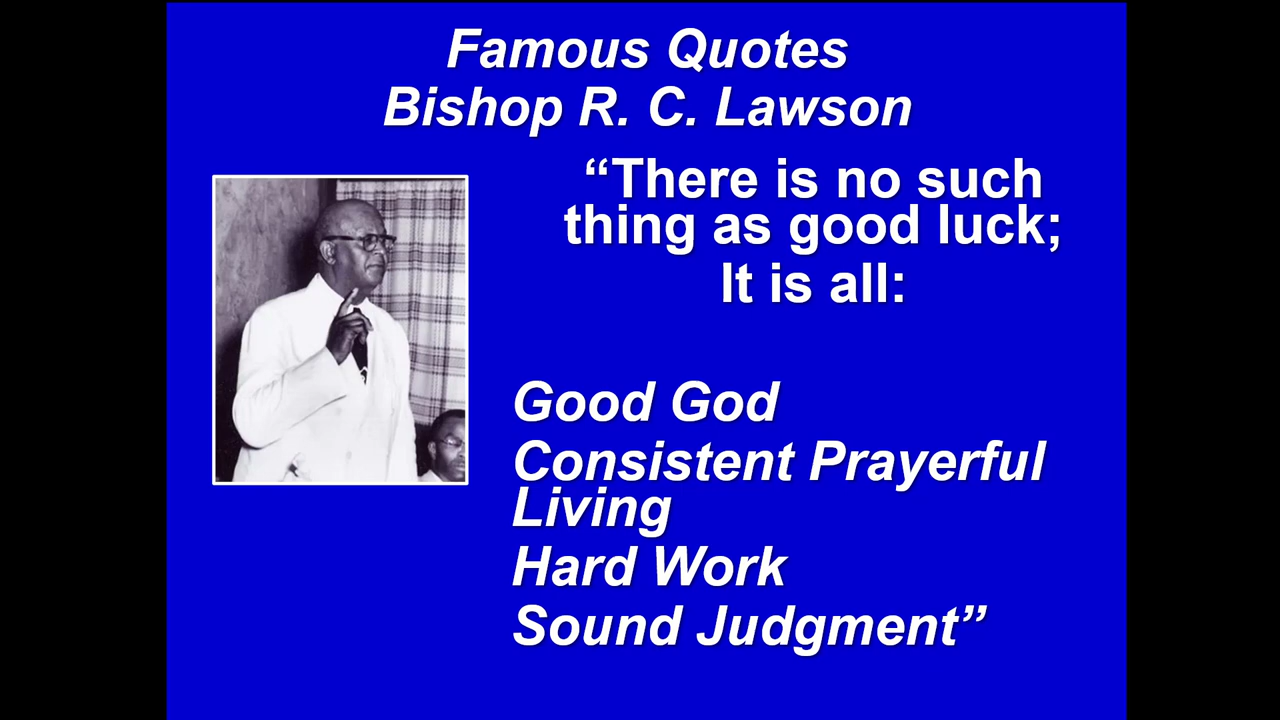 Famous Quotes
Bishop R. C. Lawson
“There is no such
thing as good luck;
It is all:
Good God
Consistent Prayerful
Living
Hard Work
Sound Judgment”